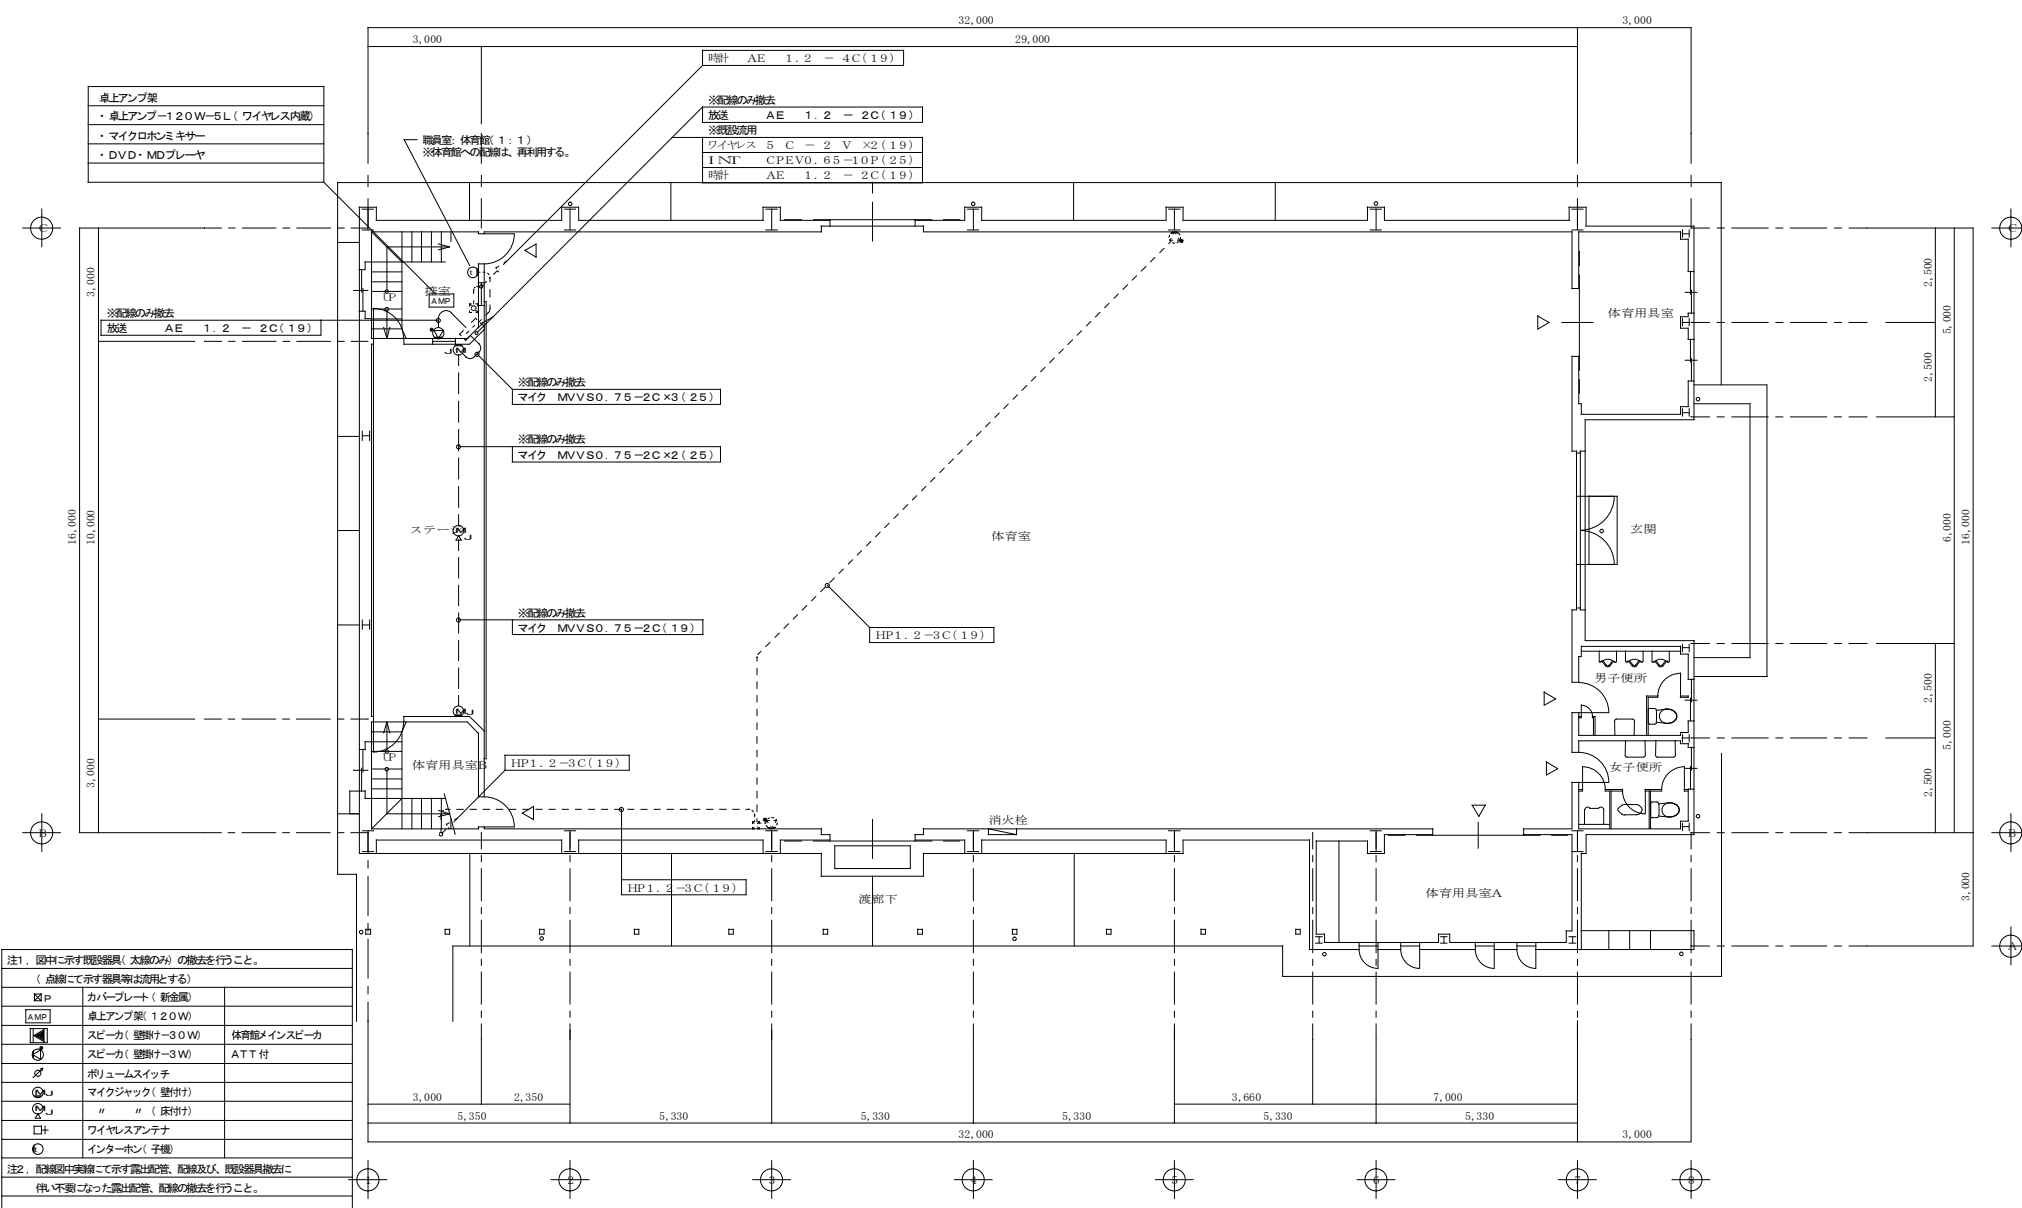 32,000
3,000
3,000
29,000
時計 AE 1.2 － 4C(19)
卓上アンプ架
・卓上アンプ－120W－5L(ワイヤレス内蔵)
・マイクロホンミキサー
・DVD・MDプレーヤ
※配線のみ撤去
放送 AE 1.2 － 2C(19)
※既設流用
ワイヤレス 5C－2V ×2(19)
INT CPEV0.65－10P(25)
時計 AE 1.2 － 2C(19)
職員室:体育館(1:1)
※体育館への配線は、再利用する。
C
C
控室
AMP
UP
3,000
※配線のみ撤去
放送 AE 1.2 － 2C(19)
体育用具室
2,500
5,000
2,500
※配線のみ撤去
マイク MVVS0.75－2C×3(25)
※配線のみ撤去
マイク MVVS0.75－2C×2(25)
16,000
10,000
ステージ
体育室
玄関
6,000
16,000
※配線のみ撤去
マイク MVVS0.75－2C(19)
HP1.2－3C(19)
男子便所
2,500
5,000
2,500
女子便所
UP
3,000
体育用具室B
HP1.2－3C(19)
消火栓
B
B
HP1.2－3C(19)
渡廊下
体育用具室A
3,000
A
注1．図中に示す既設器具(太線のみ)の撤去を行うこと。
(点線にて示す器具等は流用とする)
P カバープレート(新金属)
AMP 卓上アンプ架(120W)
スピーカ(壁掛け－30W) 体育館メインスピーカ
スピーカ(壁掛け－3W) ATT付
ボリュームスイッチ
J マイクジャック(壁付け)
J 〃 〃 (床付け)
ワイヤレスアンテナ
t インターホン(子機)
注2．配線図中実線にて示す露出配管、配線及び、既設器具撤去に
伴い不要になった露出配管、配線の撤去を行うこと。
3,000
2,350
3,660
7,000
5,350
5,330
5,330
5,330
5,330
5,330
32,000
3,000
1
2
3
4
5
6
7
8